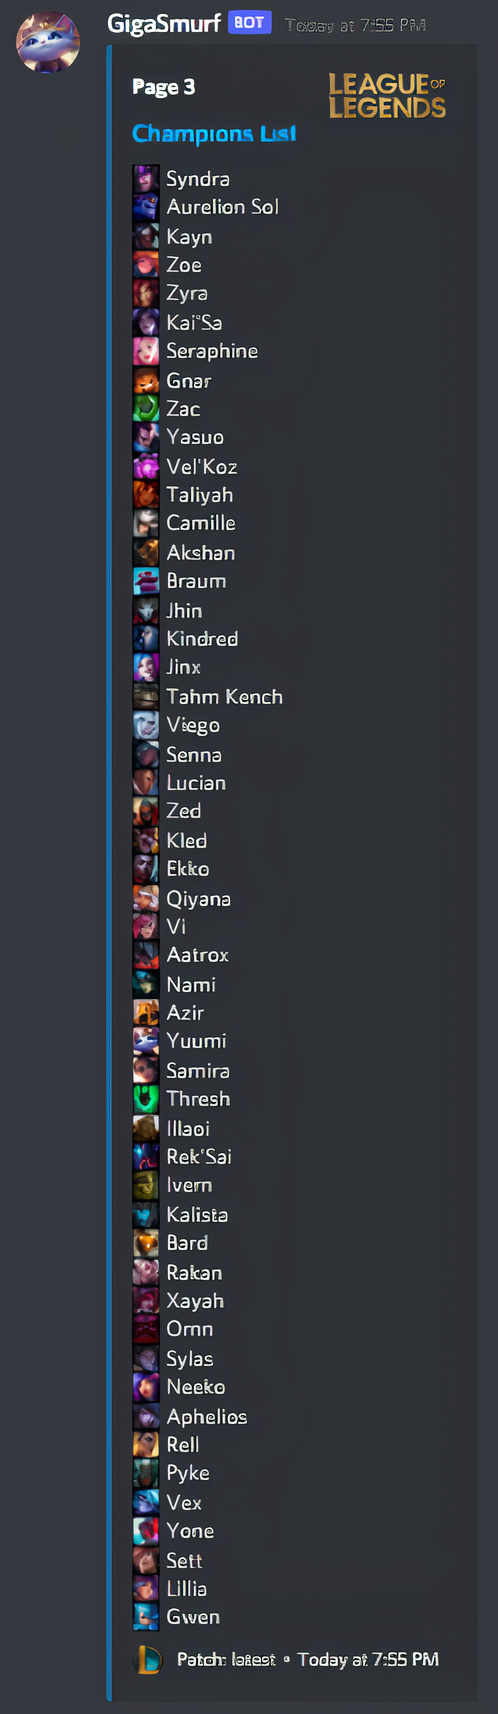 GigaSmurf BOT Today at 7:55 PM
Page 3
LEAGUE OF
LEGENDS
Champions List
Syndra
Aurelion Sol
Kayn
Zoe
Zyra
Kai'Sa
Seraphine
Gnar
Zac
Yasuo
Vel'Koz
Taliyah
Camille
Akshan
Braum
Jhin
Kindred
Jinx
Tahm Kench
Viego
Senna
Lucian
Zed
Kled
Ekko
Qiyana
Vi
Aatrox
Nami
Azir
Yuumi
Samira
Thresh
Illaoi
Rek'Sai
Ivern
Kalista
Bard
Rakan
Xayah
Ornn
Sylas
Neeko
Aphelios
Rell
Pyke
Vex
Yone
Sett
Lillia
Gwen
Patch: latest • Today at 7:55 PM